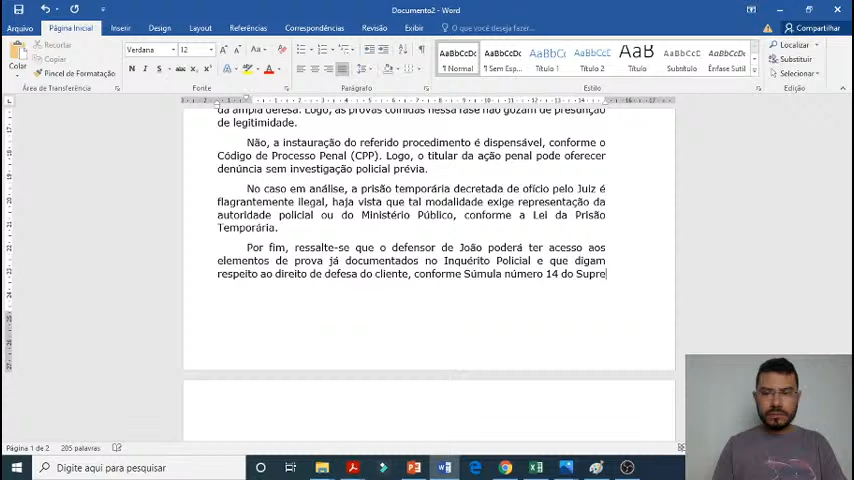 Documento2 - Word
Compartilhar
Arquivo Página Inicial Inserir Design Layout Referências Correspondências Revisão Exibir O que você deseja fazer...
Colar
Recortar
Copiar
Pincel de Formatação
Área de Transferência
Verdana 12
N I S abc x₂ x² A
Fonte
Parágrafo
AaBbCcDc AaBbCcDc AaBbC AaBbCcC AaBb AaBbCcD AaBbCcDc
¶ Normal ¶ Sem Esp... Título 1 Título 2 Título Subtítulo Ênfase Sutil
Estilo
Localizar
Substituir
Selecionar
Edição
da ampla defesa. Logo, as provas colhidas nessa fase não gozam de presunção
de legitimidade.
Não, a instauração do referido procedimento é dispensável, conforme o
Código de Processo Penal (CPP). Logo, o titular da ação penal pode oferecer
denúncia sem investigação policial prévia.
No caso em análise, a prisão temporária decretada de ofício pelo Juiz é
flagrantemente ilegal, haja vista que tal modalidade exige representação da
autoridade policial ou do Ministério Público, conforme a Lei da Prisão
Temporária.
Por fim, ressalte-se que o defensor de João poderá ter acesso aos
elementos de prova já documentados no Inquérito Policial e que digam
respeito ao direito de defesa do cliente, conforme Súmula número 14 do Supre
Página 1 de 2 205 palavras
Digite aqui para pesquisar